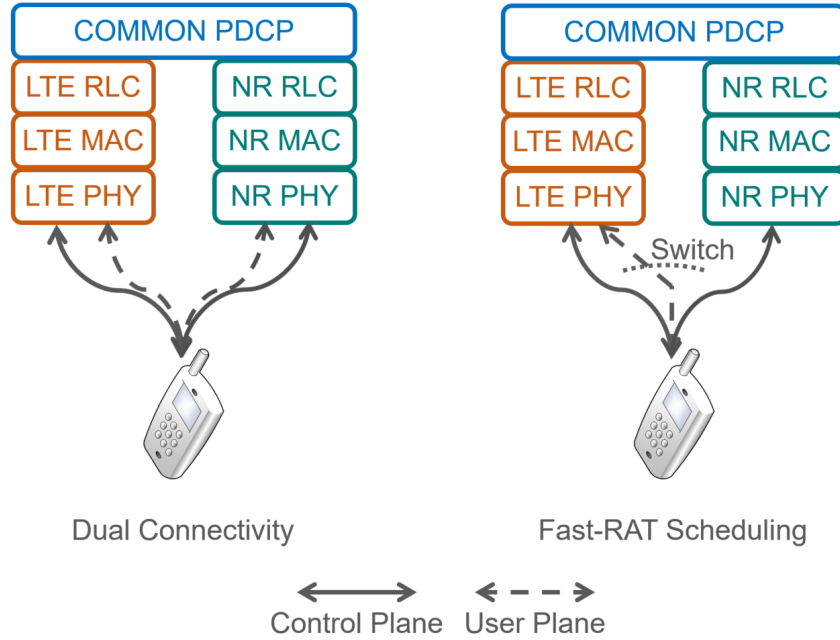 COMMON PDCP
LTE RLC
NR RLC
LTE MAC
NR MAC
LTE PHY
NR PHY
Dual Connectivity
COMMON PDCP
LTE RLC
NR RLC
LTE MAC
NR MAC
LTE PHY
NR PHY
Switch
Fast-RAT Scheduling
Control Plane
User Plane